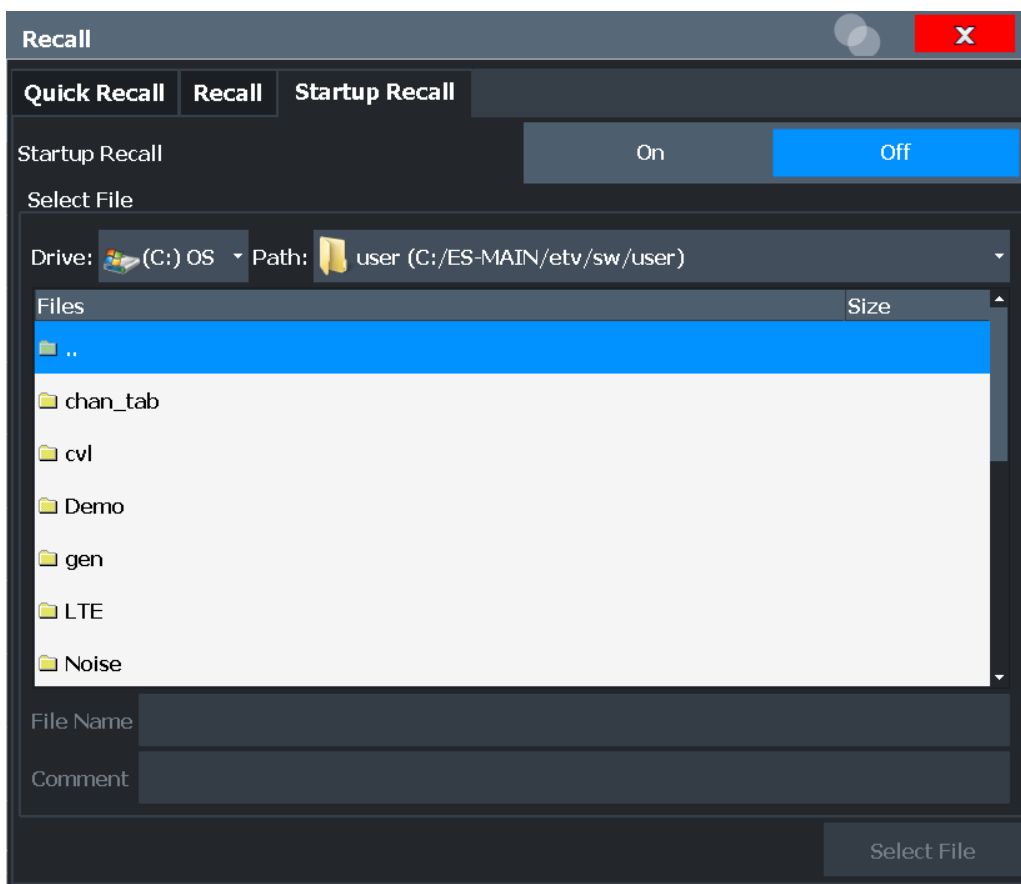 Recall
X
Quick Recall Recall Startup Recall
Startup Recall On Off
Select File
Drive: (C:) OS Path: user (C:/ES-MAIN/etv/sw/user)
Files Size
..
chan_tab
cvl
Demo
gen
LTE
Noise
File Name
Comment
Select File